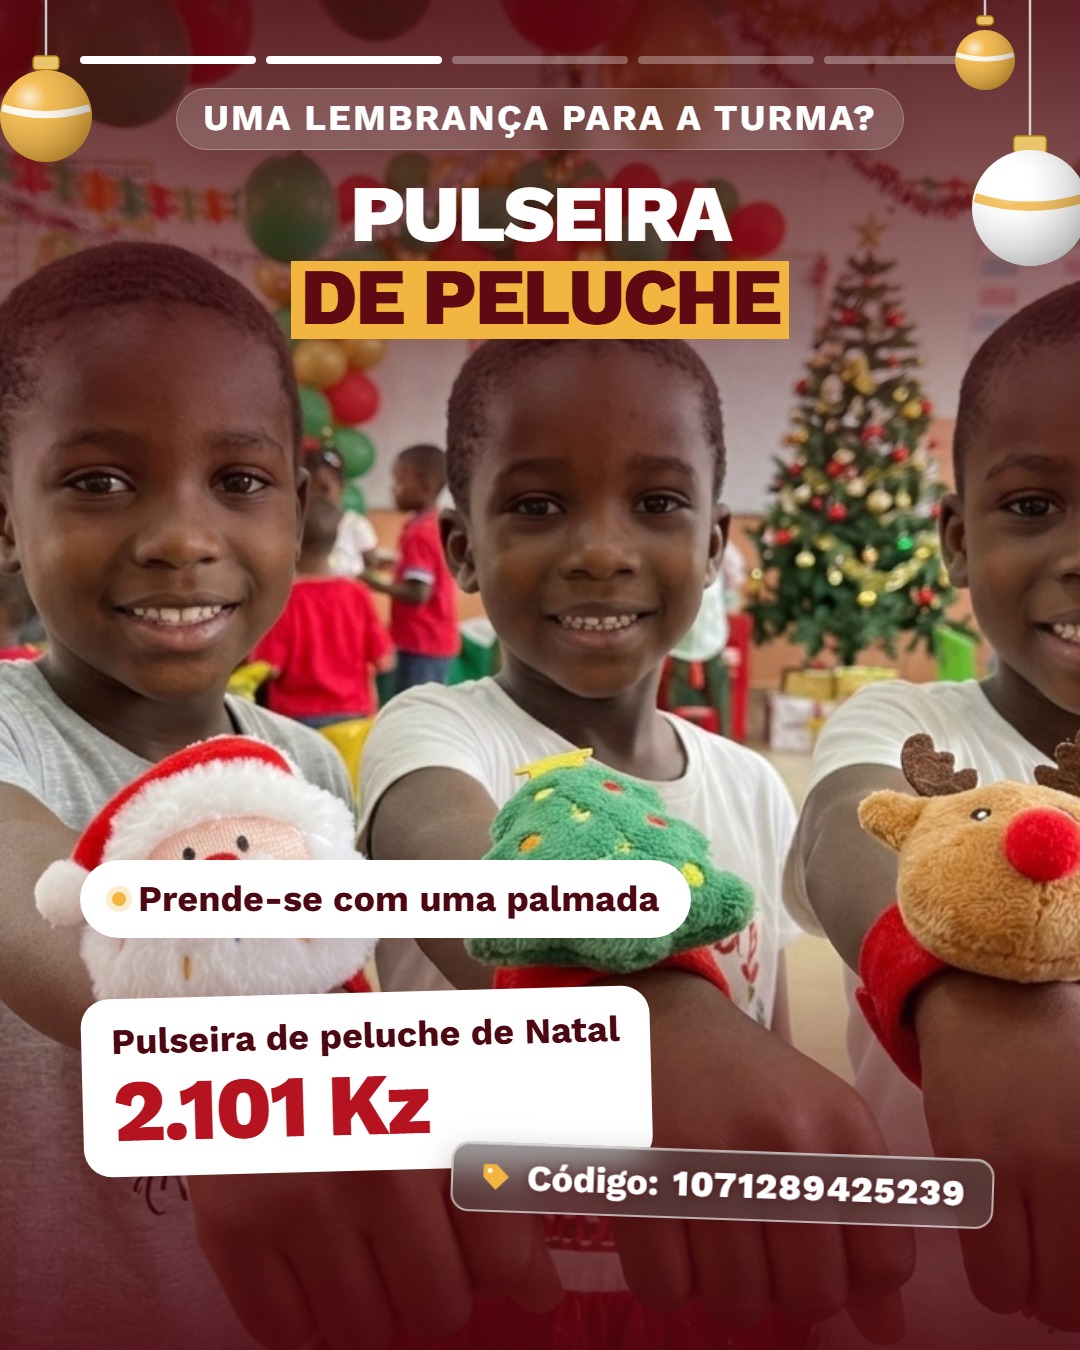 UMA LEMBRANÇA PARA A TURMA?
PULSEIRA
DE PELUCHE
Prende-se com uma palmada
Pulseira de peluche de Natal
2.101 Kz
Código: 1071289425239